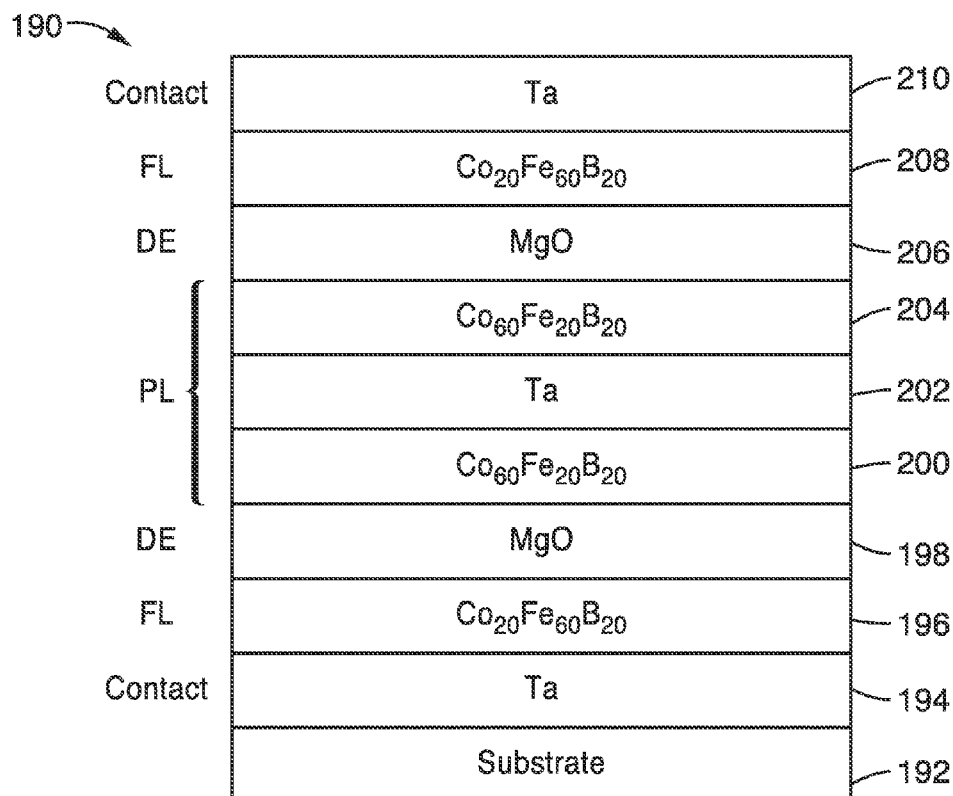 190
Contact Ta 210
FL Co20Fe60B20 208
DE MgO 206
Co60Fe20B20 204
PL Ta 202
Co60Fe20B20 200
DE MgO 198
FL Co20Fe60B20 196
Contact Ta 194
Substrate 192